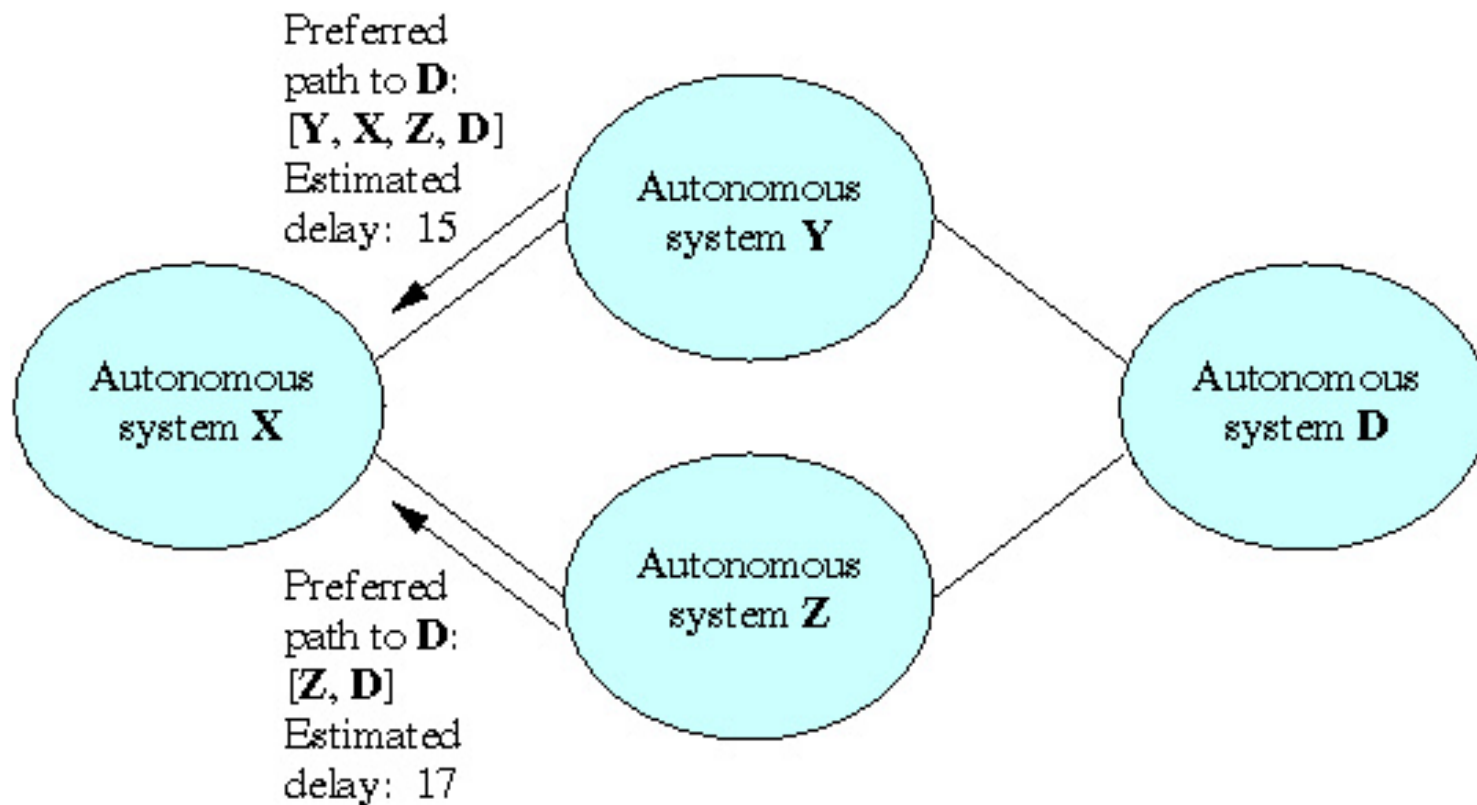 Preferred
path to D:
[Y, X, Z, D]
Estimated
delay: 15
Autonomous
system Y
Autonomous
system X
Autonomous
system D
Autonomous
system Z
Preferred
path to D:
[Z, D]
Estimated
delay: 17